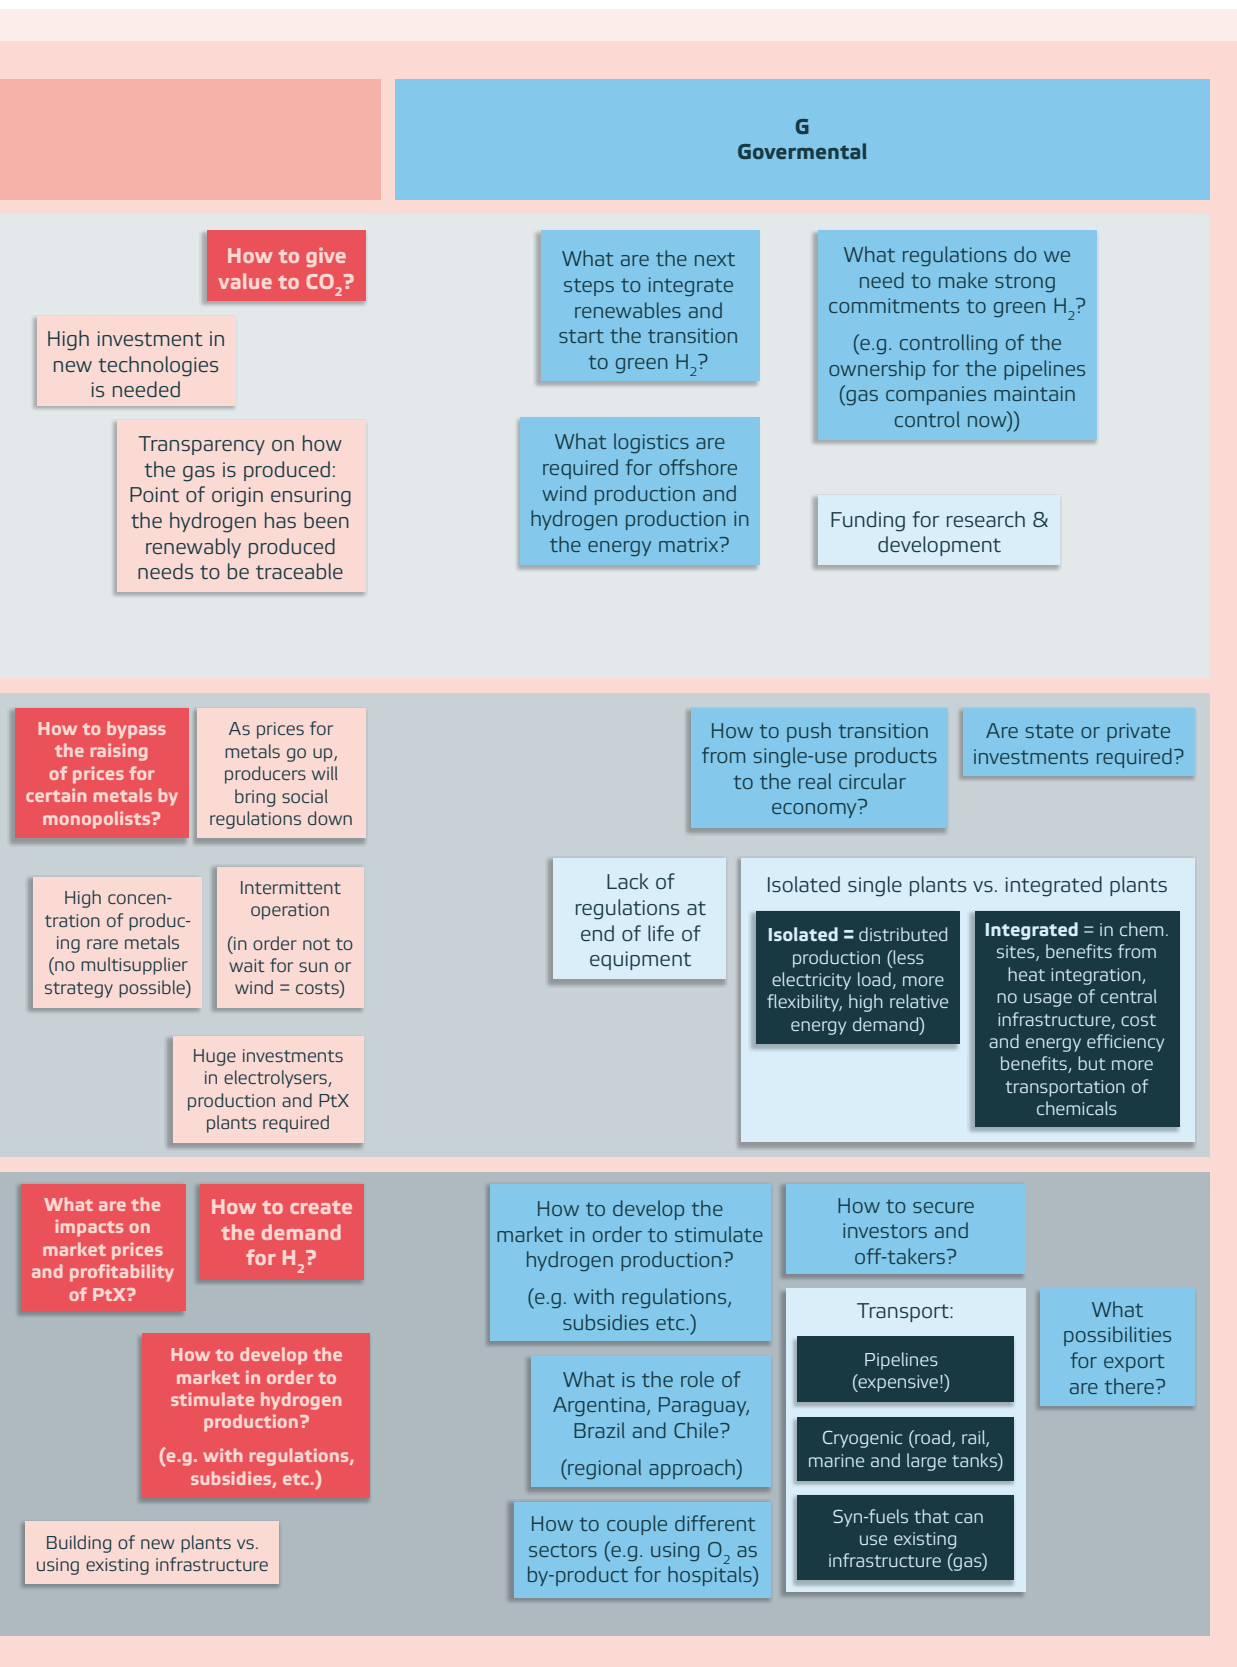 G
Govermental
How to give
value to CO₂?
High investment in
new technologies
is needed
Transparency on how
the gas is produced:
Point of origin ensuring
the hydrogen has been
renewably produced
needs to be traceable
What are the next
steps to integrate
renewables and
start the transition
to green H₂?
What regulations do we
need to make strong
commitments to green H₂?
(e.g. controlling of the
ownership for the pipelines
(gas companies maintain
control now))
What logistics are
required for offshore
wind production and
hydrogen production in
the energy matrix?
Funding for research &
development
How to bypass
the raising
of prices for
certain metals by
monopolists?
As prices for
metals go up,
producers will
bring social
regulations down
High concen-
tration of produc-
ing rare metals
(no multisupplier
strategy possible)
Intermittent
operation
(in order not to
wait for sun or
wind = costs)
Huge investments
in electrolysers,
production and PtX
plants required
How to push transition
from single-use products
to the real circular
economy?
Are state or private
investments required?
Lack of
regulations at
end of life of
equipment
Isolated single plants vs. integrated plants
Isolated = distributed
production (less
electricity load, more
flexibility, high relative
energy demand)
Integrated = in chem.
sites, benefits from
heat integration,
no usage of central
infrastructure, cost
and energy efficiency
benefits, but more
transportation of
chemicals
What are the
impacts on
market prices
and profitability
of PtX?
How to create
the demand
for H₂?
How to develop the
market in order to
stimulate hydrogen
production?
(e.g. with regulations,
subsidies, etc.)
Building of new plants vs.
using existing infrastructure
How to develop the
market in order to stimulate
hydrogen production?
(e.g. with regulations,
subsidies etc.)
What is the role of
Argentina, Paraguay,
Brazil and Chile?
(regional approach)
How to couple different
sectors (e.g. using O₂ as
by-product for hospitals)
How to secure
investors and
off-takers?
Transport:
Pipelines
(expensive!)
Cryogenic (road, rail,
marine and large tanks)
Syn-fuels that can
use existing
infrastructure (gas)
What
possibilities
for export
are there?